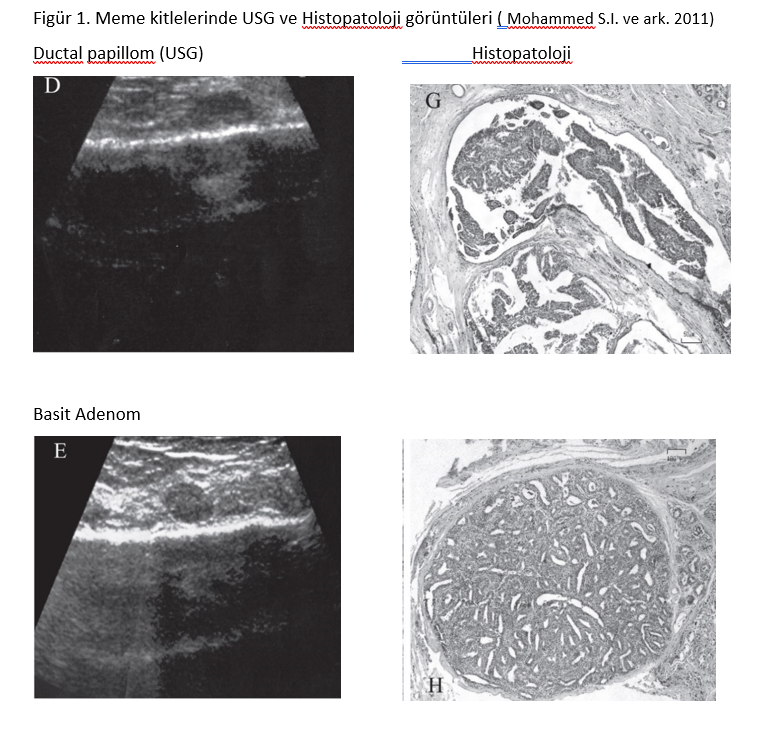 Figür 1. Meme kitlelerinde USG ve Histopatoloji görüntüleri ( Mohammed S.I. ve ark. 2011)
Ductal papillom (USG) Histopatoloji
D
G
Basit Adenom
E
H